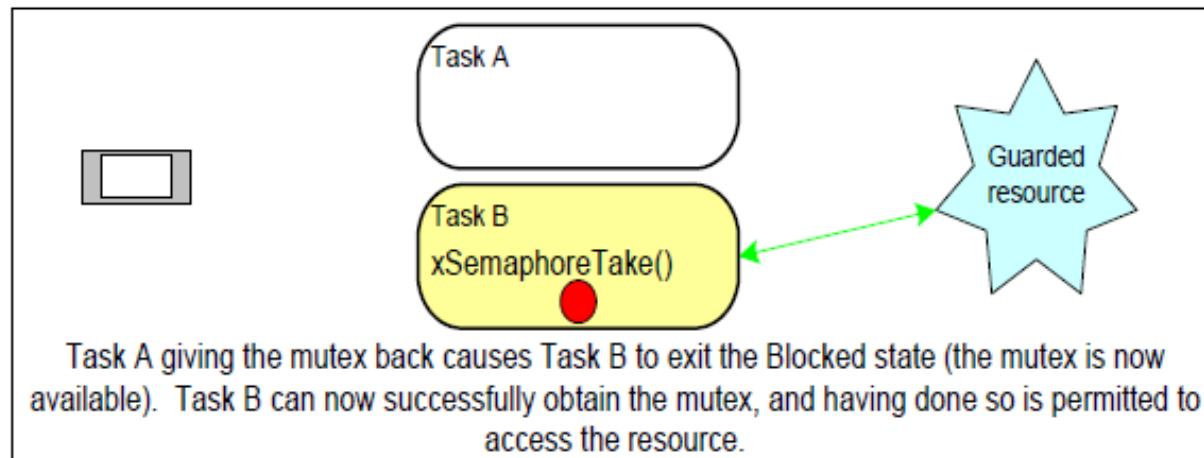 Task A
Guarded
resource
Task B
xSemaphoreTake()
Task A giving the mutex back causes Task B to exit the Blocked state (the mutex is now
available).  Task B can now successfully obtain the mutex, and having done so is permitted to
access the resource.